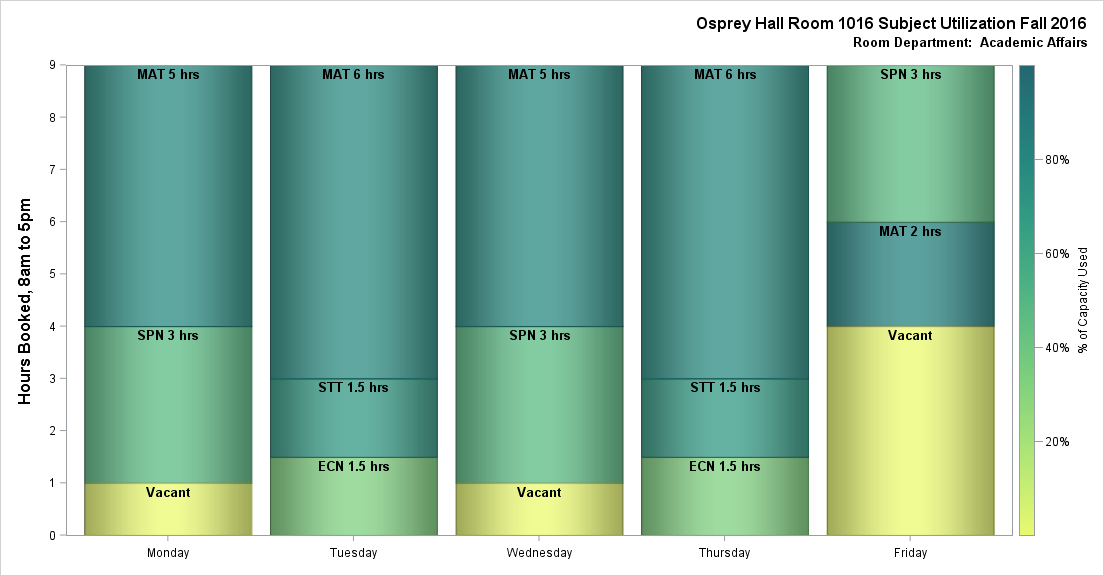 Osprey Hall Room 1016 Subject Utilization Fall 2016
Room Department:  Academic Affairs
Hours Booked, 8am to 5pm
9
8
7
6
5
4
3
2
1
0
MAT 5 hrs
SPN 3 hrs
Vacant
Monday
MAT 6 hrs
STT 1.5 hrs
ECN 1.5 hrs
Tuesday
MAT 5 hrs
SPN 3 hrs
Vacant
Wednesday
MAT 6 hrs
STT 1.5 hrs
ECN 1.5 hrs
Thursday
SPN 3 hrs
MAT 2 hrs
Vacant
Friday
80%
60%
40%
20%
% of Capacity Used